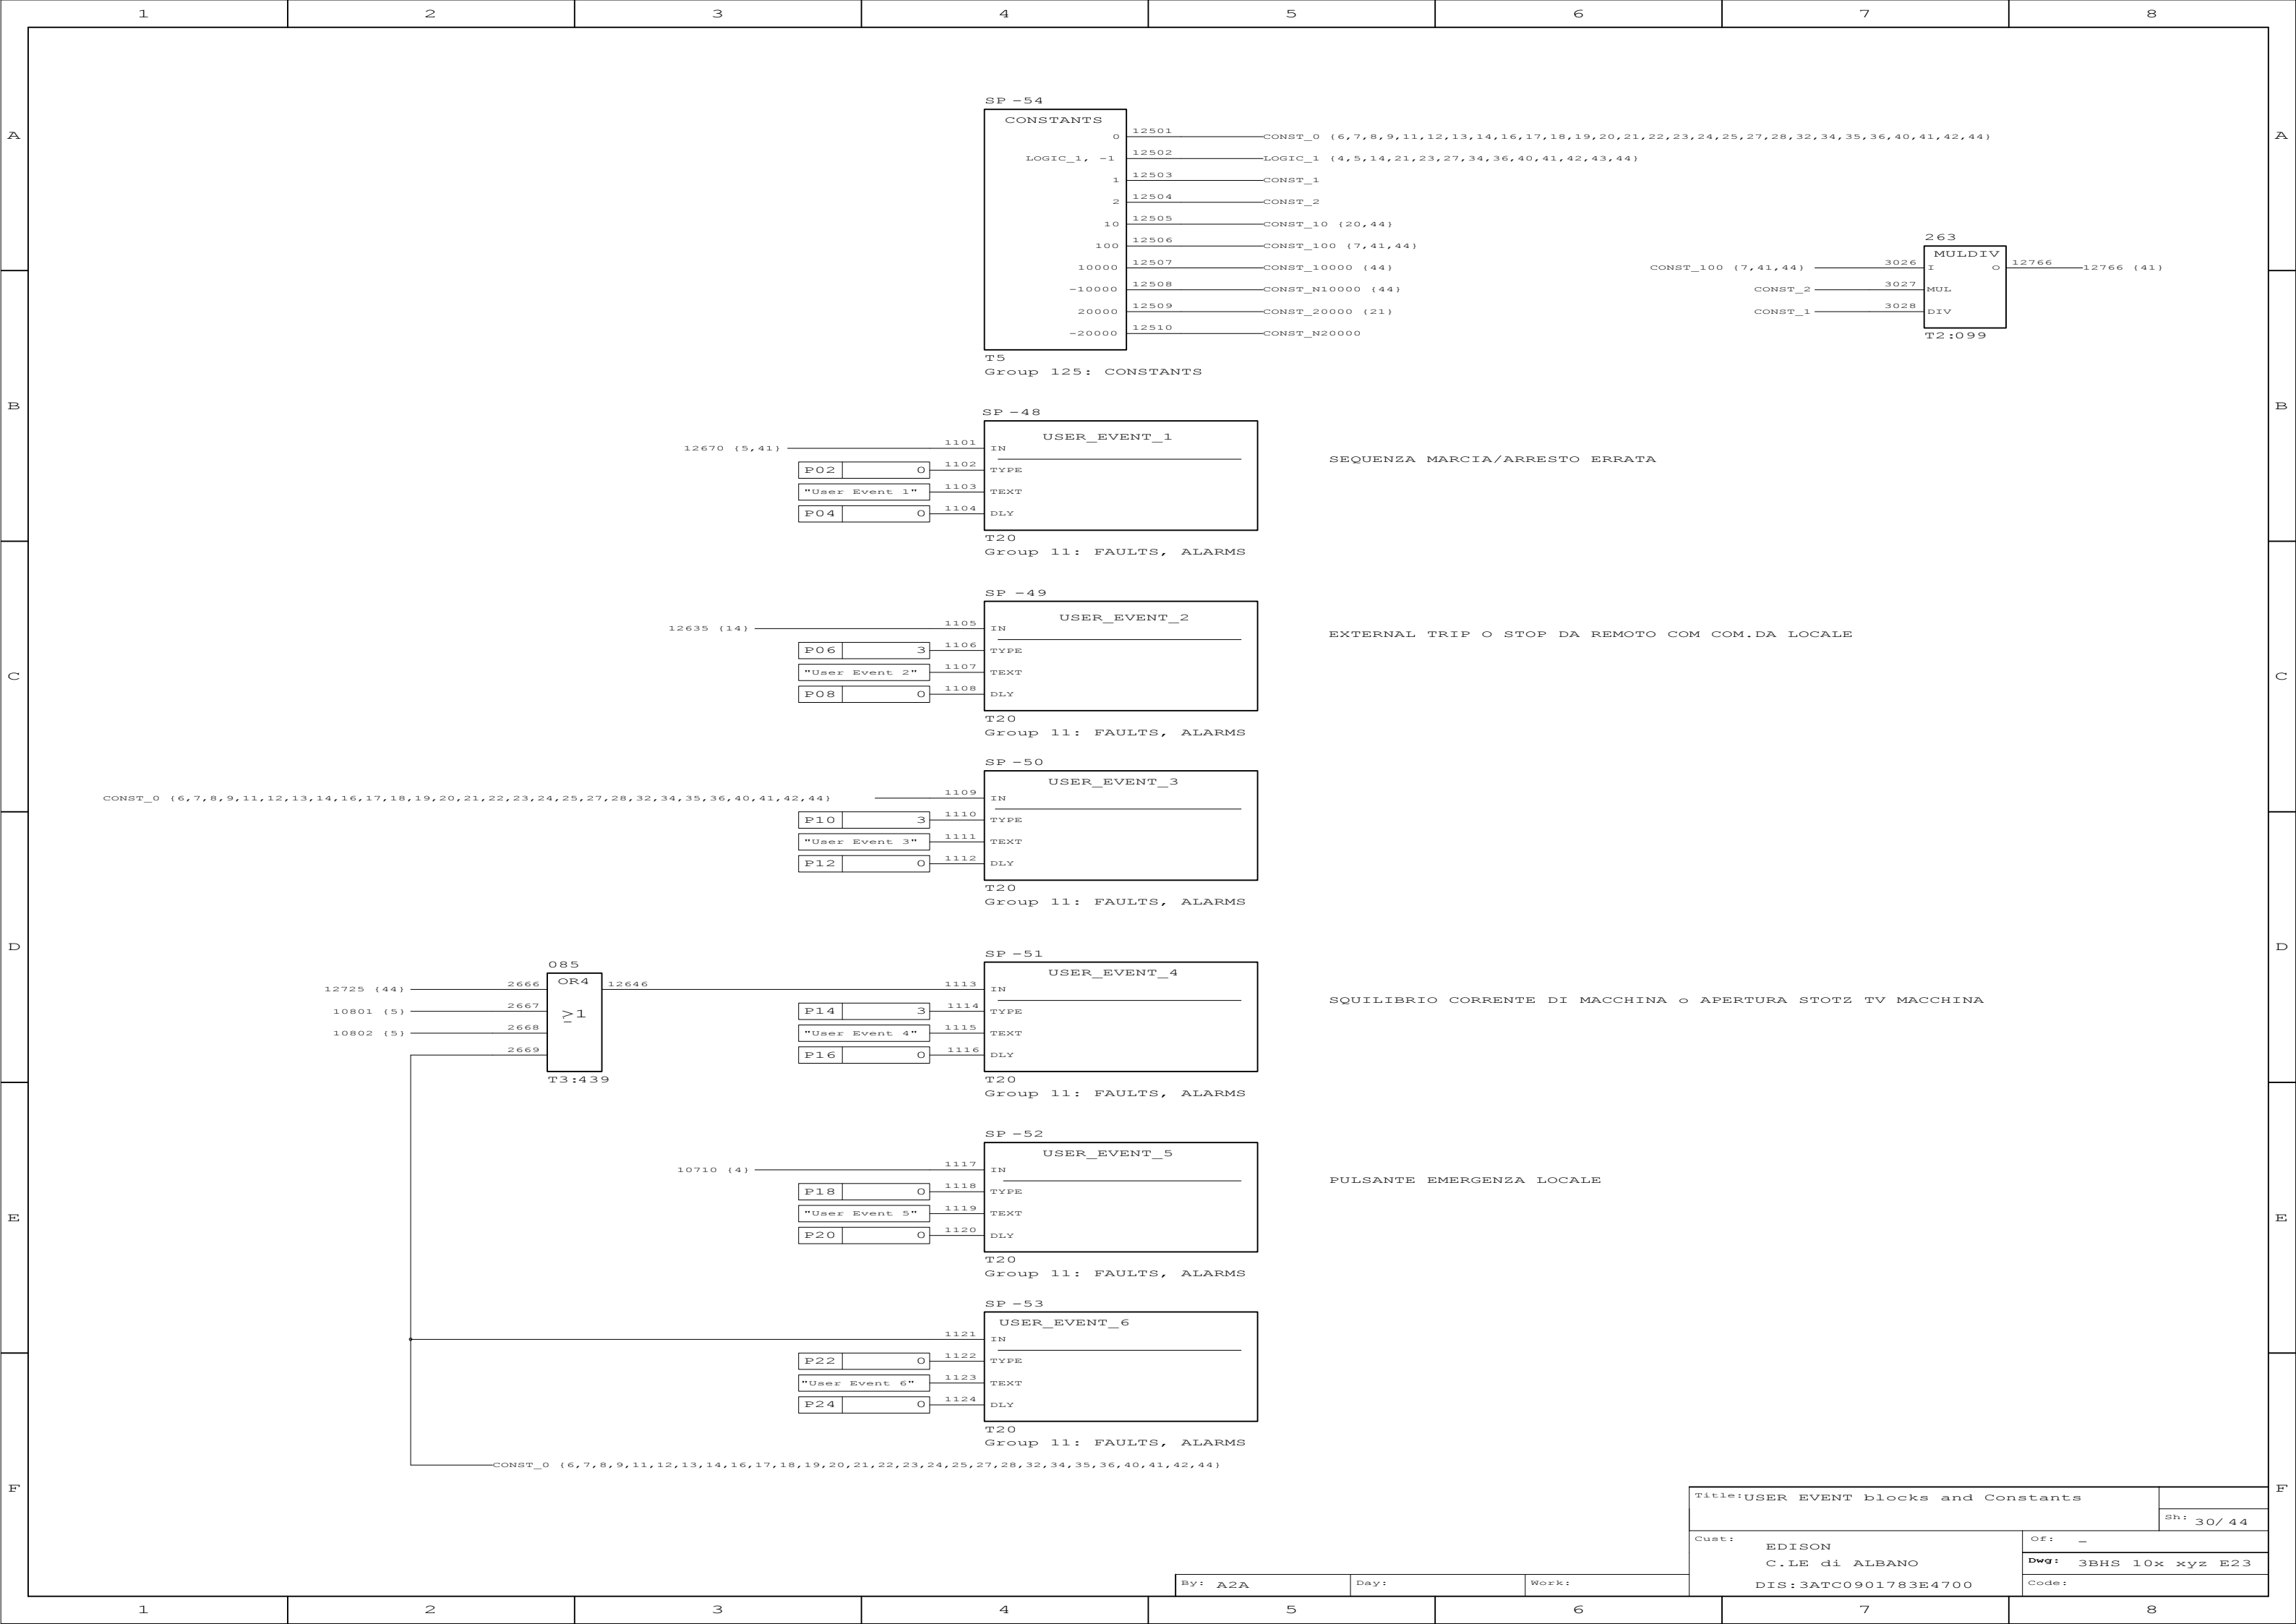 1 2 3 4 5 6 7 8
A A
SP -54
CONSTANTS
0 12501 CONST_0 (6,7,8,9,11,12,13,14,16,17,18,19,20,21,22,23,24,25,27,28,32,34,35,36,40,41,42,44)
LOGIC_1, -1 12502 LOGIC_1 (4,5,14,21,23,27,34,36,40,41,42,43,44)
1 12503 CONST_1
2 12504 CONST_2
10 12505 CONST_10 (20,44)
100 12506 CONST_100 (7,41,44)
10000 12507 CONST_10000 (44)
-10000 12508 CONST_N10000 (44)
20000 12509 CONST_20000 (21)
-20000 12510 CONST_N20000
T5
Group 125: CONSTANTS
263
MULDIV
CONST_100 (7,41,44) 3026 I O 12766 12766 (41)
CONST_2 3027 MUL
CONST_1 3028 DIV
T2:099
B B
SP -48
USER_EVENT_1
12670 (5,41) 1101 IN
P02 0 1102 TYPE
"User Event 1" 1103 TEXT
P04 0 1104 DLY
T20
Group 11: FAULTS, ALARMS
SEQUENZA MARCIA/ARRESTO ERRATA
SP -49
USER_EVENT_2
12635 (14) 1105 IN
P06 3 1106 TYPE
"User Event 2" 1107 TEXT
P08 0 1108 DLY
T20
Group 11: FAULTS, ALARMS
EXTERNAL TRIP O STOP DA REMOTO COM COM.DA LOCALE
C C
SP -50
USER_EVENT_3
CONST_0 (6,7,8,9,11,12,13,14,16,17,18,19,20,21,22,23,24,25,27,28,32,34,35,36,40,41,42,44) 1109 IN
P10 3 1110 TYPE
"User Event 3" 1111 TEXT
P12 0 1112 DLY
T20
Group 11: FAULTS, ALARMS
D D
085
OR4
≥1
12725 (44) 2666 12646
10801 (5) 2667
10802 (5) 2668
2669
T3:439
SP -51
USER_EVENT_4
1113 IN
P14 3 1114 TYPE
"User Event 4" 1115 TEXT
P16 0 1116 DLY
T20
Group 11: FAULTS, ALARMS
SQUILIBRIO CORRENTE DI MACCHINA o APERTURA STOTZ TV MACCHINA
SP -52
USER_EVENT_5
10710 (4) 1117 IN
P18 0 1118 TYPE
"User Event 5" 1119 TEXT
P20 0 1120 DLY
T20
Group 11: FAULTS, ALARMS
PULSANTE EMERGENZA LOCALE
E E
SP -53
USER_EVENT_6
1121 IN
P22 0 1122 TYPE
"User Event 6" 1123 TEXT
P24 0 1124 DLY
T20
Group 11: FAULTS, ALARMS
CONST_0 (6,7,8,9,11,12,13,14,16,17,18,19,20,21,22,23,24,25,27,28,32,34,35,36,40,41,42,44)
F F
Title: USER EVENT blocks and Constants
Sh: 30/ 44
Cust: EDISON
C.LE di ALBANO
DIS:3ATC0901783E4700
Of: -
Dwg: 3BHS 10x xyz E23
Code:
By: A2A Day: Work:
1 2 3 4 5 6 7 8